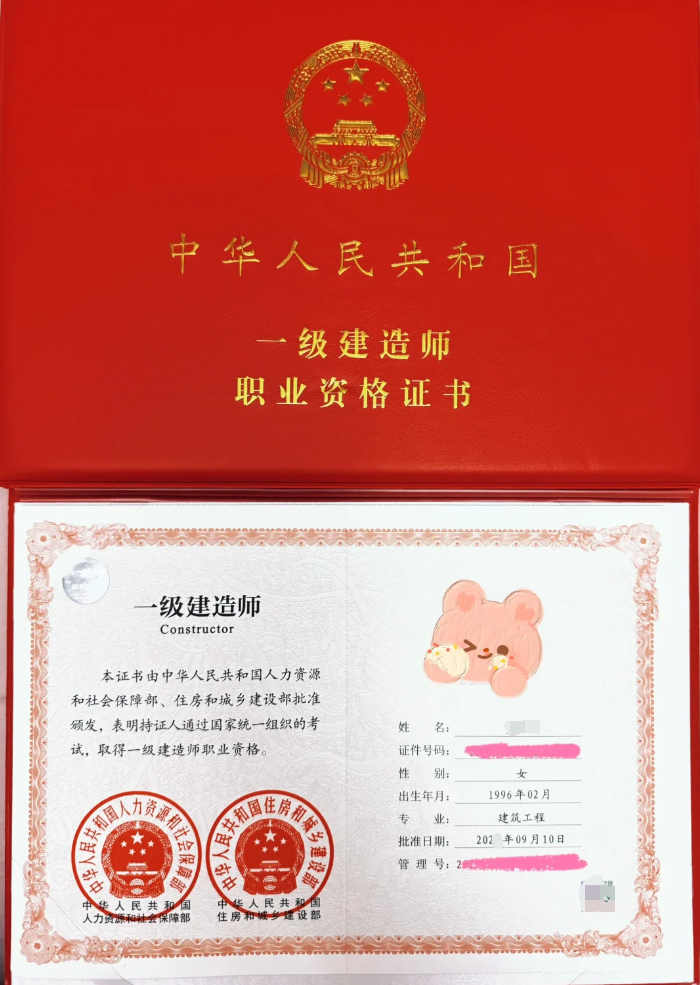 中华人民共和国
一级建造师
职业资格证书
一级建造师
Constructor
本证书由中华人民共和国人力资源
和社会保障部、住房和城乡建设部批准
颁发，表明持证人通过国家统一组织的考
试，取得一级建造师职业资格。
中华人民共和国人力资源和社会保障部
中华人民共和国住房和城乡建设部
中华人民共和国
人力资源和社会保障部
中华人民共和国
住房和城乡建设部
姓名：
证件号码：
性别：女
出生年月：1996年02月
专业：建筑工程
批准日期：202 年09月10日
管理号：2